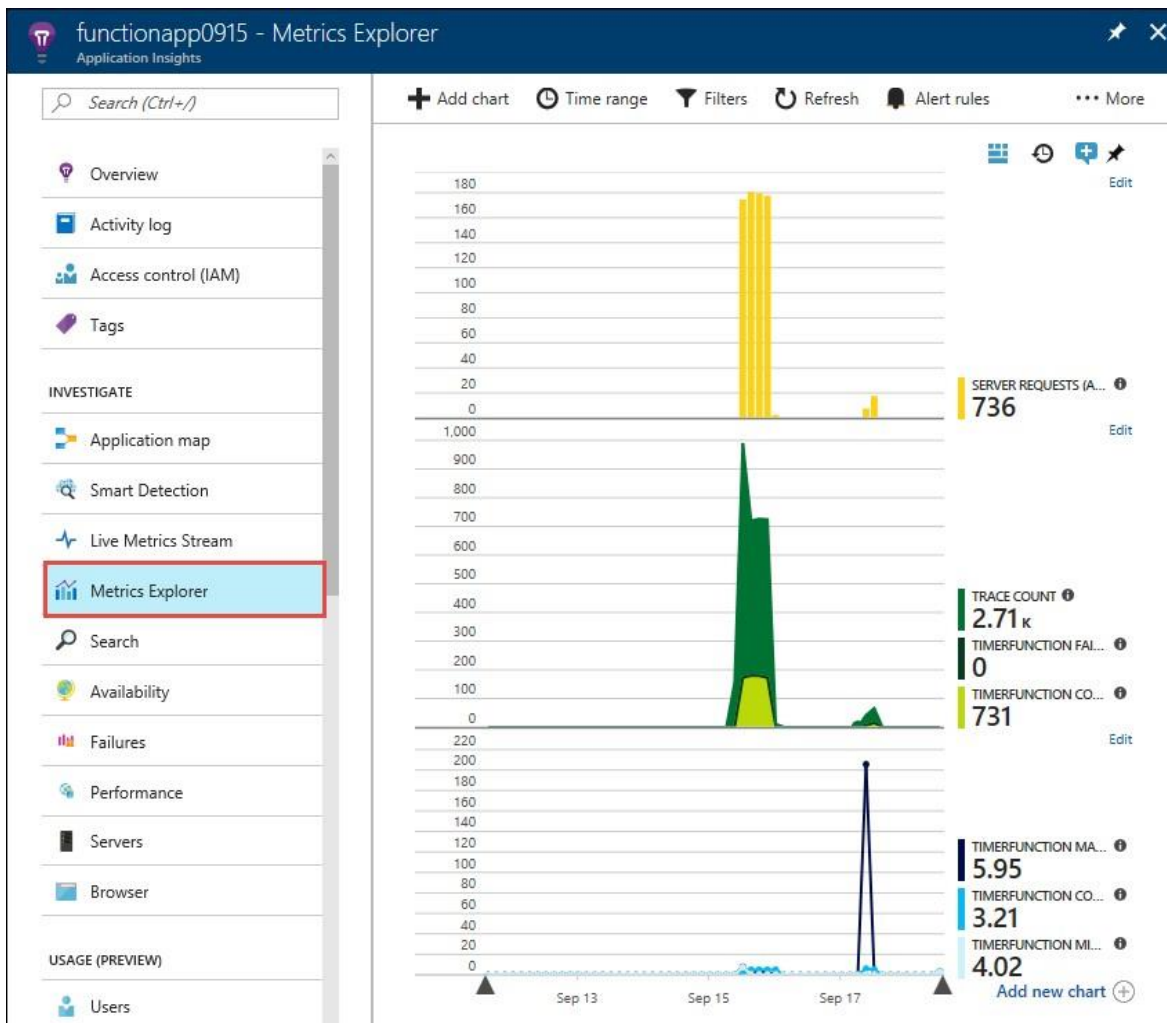 functionapp0915 - Metrics Explorer
Application Insights
Search (Ctrl+/)
Overview
Activity log
Access control (IAM)
Tags
INVESTIGATE
Application map
Smart Detection
Live Metrics Stream
Metrics Explorer
Search
Availability
Failures
Performance
Servers
Browser
USAGE (PREVIEW)
Users
Add chart Time range Filters Refresh Alert rules ··· More
Edit
180
160
140
120
100
80
60
40
20
0
SERVER REQUESTS (A...
736
Edit
1,000
900
800
700
600
500
400
300
200
100
0
TRACE COUNT
2.71 K
TIMERFUNCTION FAI...
0
TIMERFUNCTION CO...
731
Edit
220
200
180
160
140
120
100
80
60
40
20
0
TIMERFUNCTION MA...
5.95
TIMERFUNCTION CO...
3.21
TIMERFUNCTION MI...
4.02
Sep 13 Sep 15 Sep 17
Add new chart